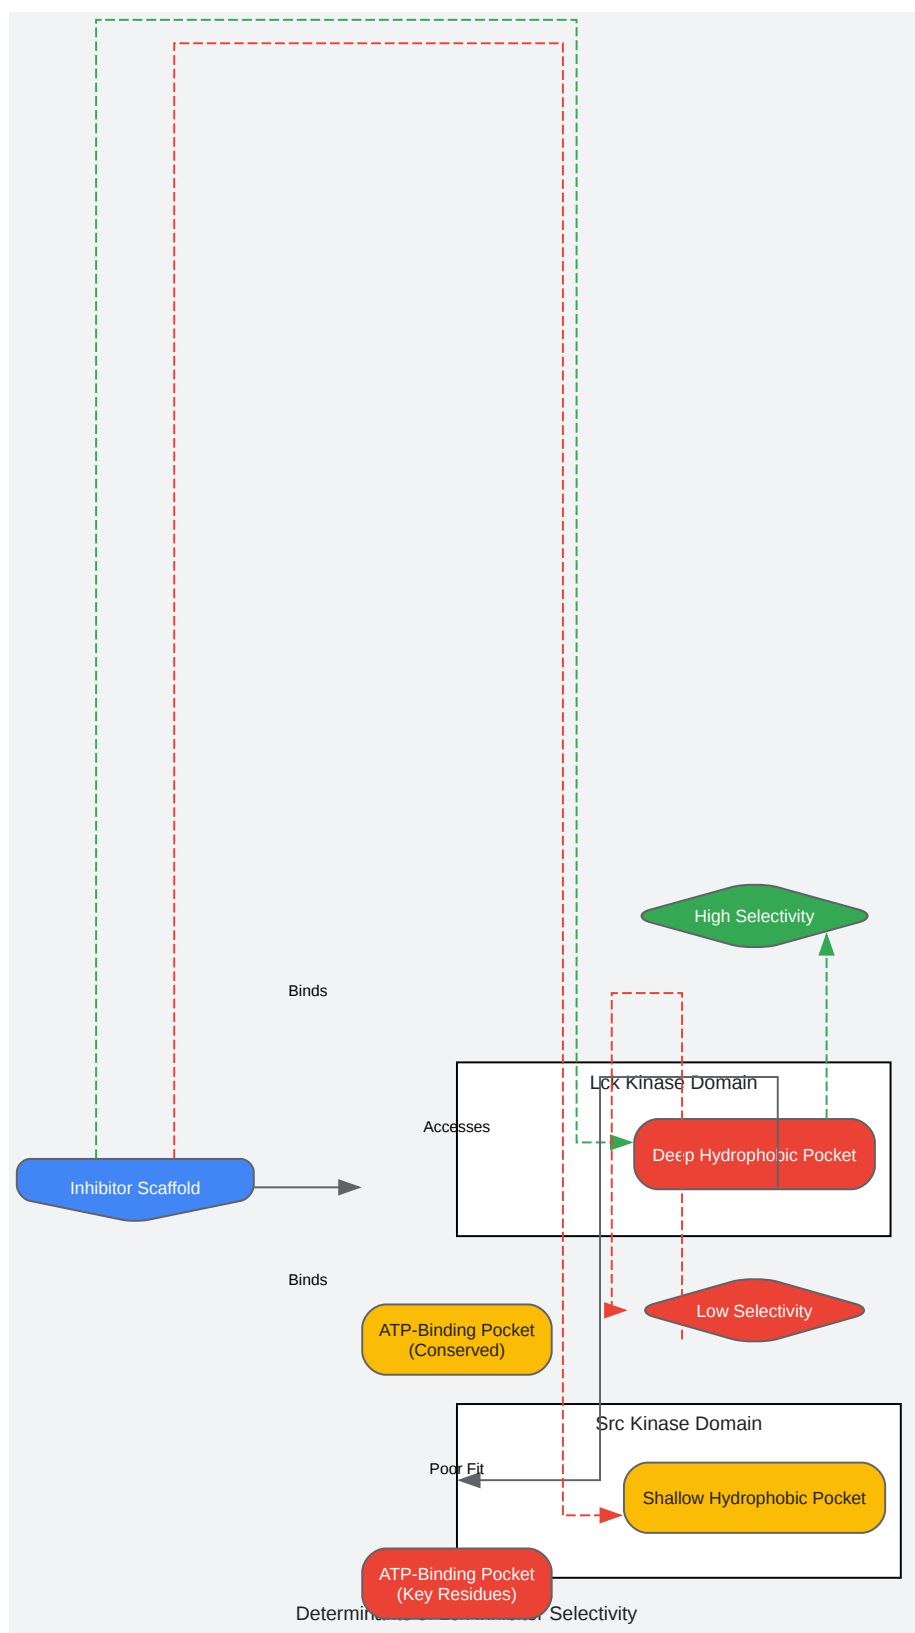 High Selectivity
Binds
Lck Kinase Domain
Accesses
Deep Hydrophobic Pocket
Inhibitor Scaffold
Binds
Low Selectivity
ATP-Binding Pocket
(Conserved)
Src Kinase Domain
Poor Fit
Shallow Hydrophobic Pocket
ATP-Binding Pocket
(Key Residues)
Selectivity